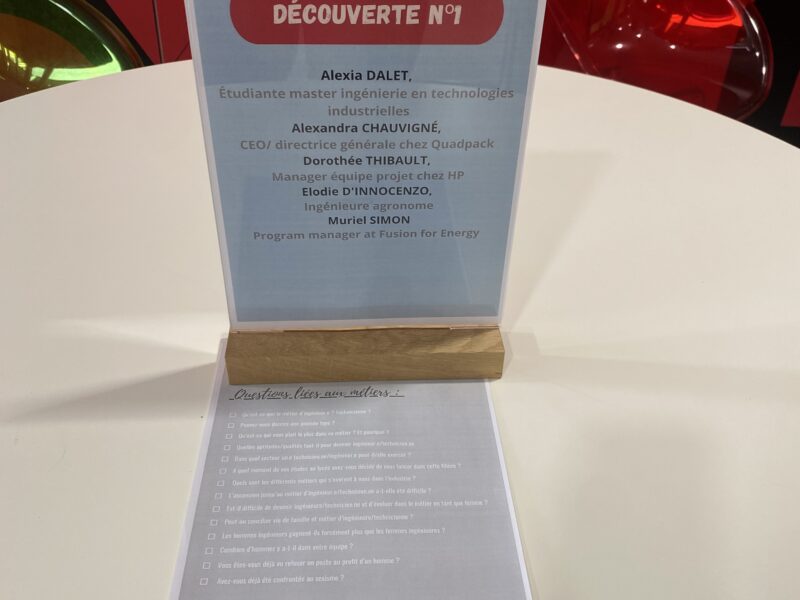 DÉCOUVERTE N°1
Alexia DALET,
Étudiante master ingénierie en technologies
industrielles
Alexandra CHAUVIGNÉ,
CEO/ directrice générale chez Quadpack
Dorothée THIBAULT,
Manager équipe projet chez HP
Elodie D'INNOCENZO,
Ingénieure agronome
Muriel SIMON
Program manager at Fusion for Energy
Questions liées aux métiers :
Qu'est-ce que le métier d'ingénieur.e / technicienne ?
Pouvez-vous décrire une journée type ?
Qu'est-ce qui vous plaît le plus dans ce métier ? Et pourquoi ?
Quelles aptitudes/qualités faut-il pour devenir ingénieur.e/technicien.ne
Dans quel secteur un.e technicien.ne/ingénieur.e peut-il/elle exercer ?
A quel moment de vos études au lycée avez-vous décidé de vous lancer dans cette filière ?
Quels sont les différents métiers qui s'ouvrent à nous dans l'industrie ?
L'ascension jusqu'au métier d'ingénieur.e/technicien.ne a-t-elle été difficile ?
Est-il difficile de devenir ingénieure/technicien.ne et d'évoluer dans le métier en tant que femme ?
Peut-on concilier vie de famille et métier d'ingénieure/technicienne ?
Les hommes ingénieurs gagnent-ils forcément plus que les femmes ingénieures ?
Combien d'hommes y a-t-il dans votre équipe ?
Vous êtes-vous déjà vu refuser un poste au profit d'un homme ?
Avez-vous déjà été confrontée au sexisme ?